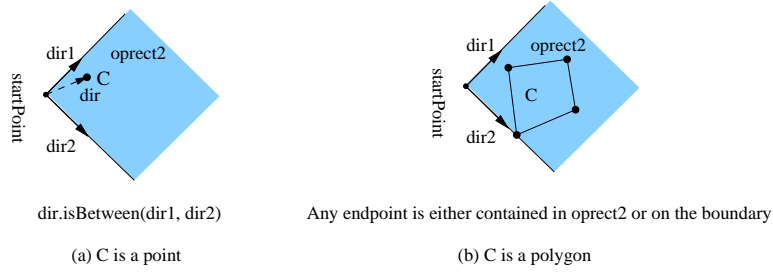 dir1
oprect2
C
dir
startPoint
dir2
dir.isBetween(dir1, dir2)
(a) C is a point
dir1
oprect2
C
startPoint
dir2
Any endpoint is either contained in oprect2 or on the boundary
(b) C is a polygon